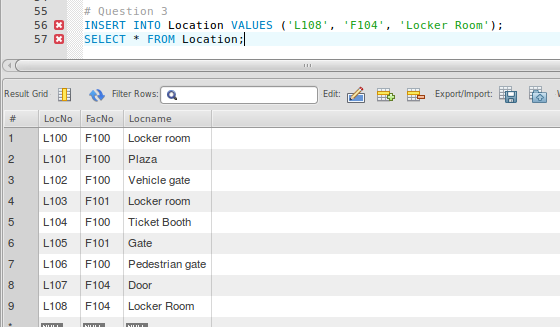 55 # Question 3
56 INSERT INTO Location VALUES ('L108', 'F104', 'Locker Room');
57 SELECT * FROM Location;
Result Grid Filter Rows: Edit: Export/Import:
# LocNo FacNo Locname
1 L100 F100 Locker room
2 L101 F100 Plaza
3 L102 F100 Vehicle gate
4 L103 F101 Locker room
5 L104 F100 Ticket Booth
6 L105 F101 Gate
7 L106 F100 Pedestrian gate
8 L107 F104 Door
9 L108 F104 Locker Room
* NULL NULL NULL